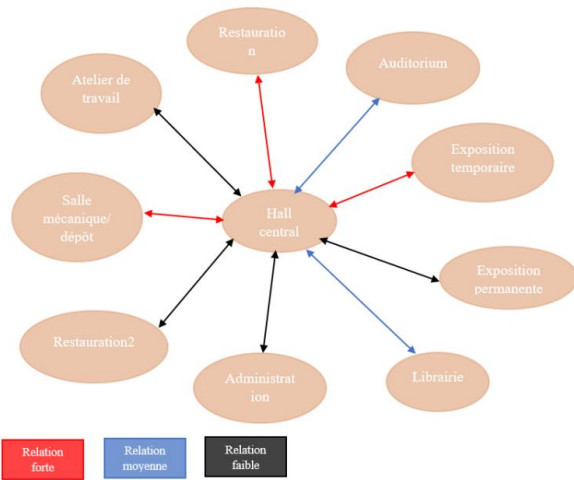 Restauratio
n
Auditorium
Atelier de
travail
Exposition
temporaire
Salle
mécanique/
dépôt
Hall
central
Exposition
permanente
Restauration2
Administrat
ion
Librairie
Relation
forte
Relation
moyenne
Relation
faible